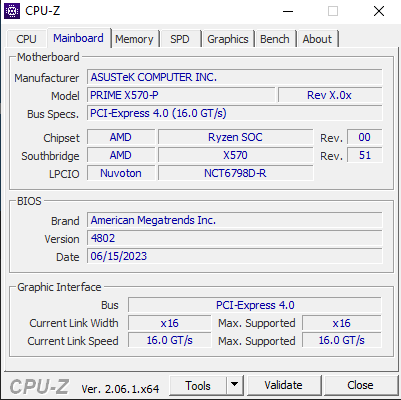 CPU-Z
CPU Mainboard Memory SPD Graphics Bench About
Motherboard
Manufacturer ASUSTeK COMPUTER INC.
Model PRIME X570-P Rev X.0x
Bus Specs. PCI-Express 4.0 (16.0 GT/s)
Chipset AMD Ryzen SOC Rev. 00
Southbridge AMD X570 Rev. 51
LPCIO Nuvoton NCT6798D-R
BIOS
Brand American Megatrends Inc.
Version 4802
Date 06/15/2023
Graphic Interface
Bus PCI-Express 4.0
Current Link Width x16 Max. Supported x16
Current Link Speed 16.0 GT/s Max. Supported 16.0 GT/s
CPU-Z Ver. 2.06.1.x64 Tools Validate Close